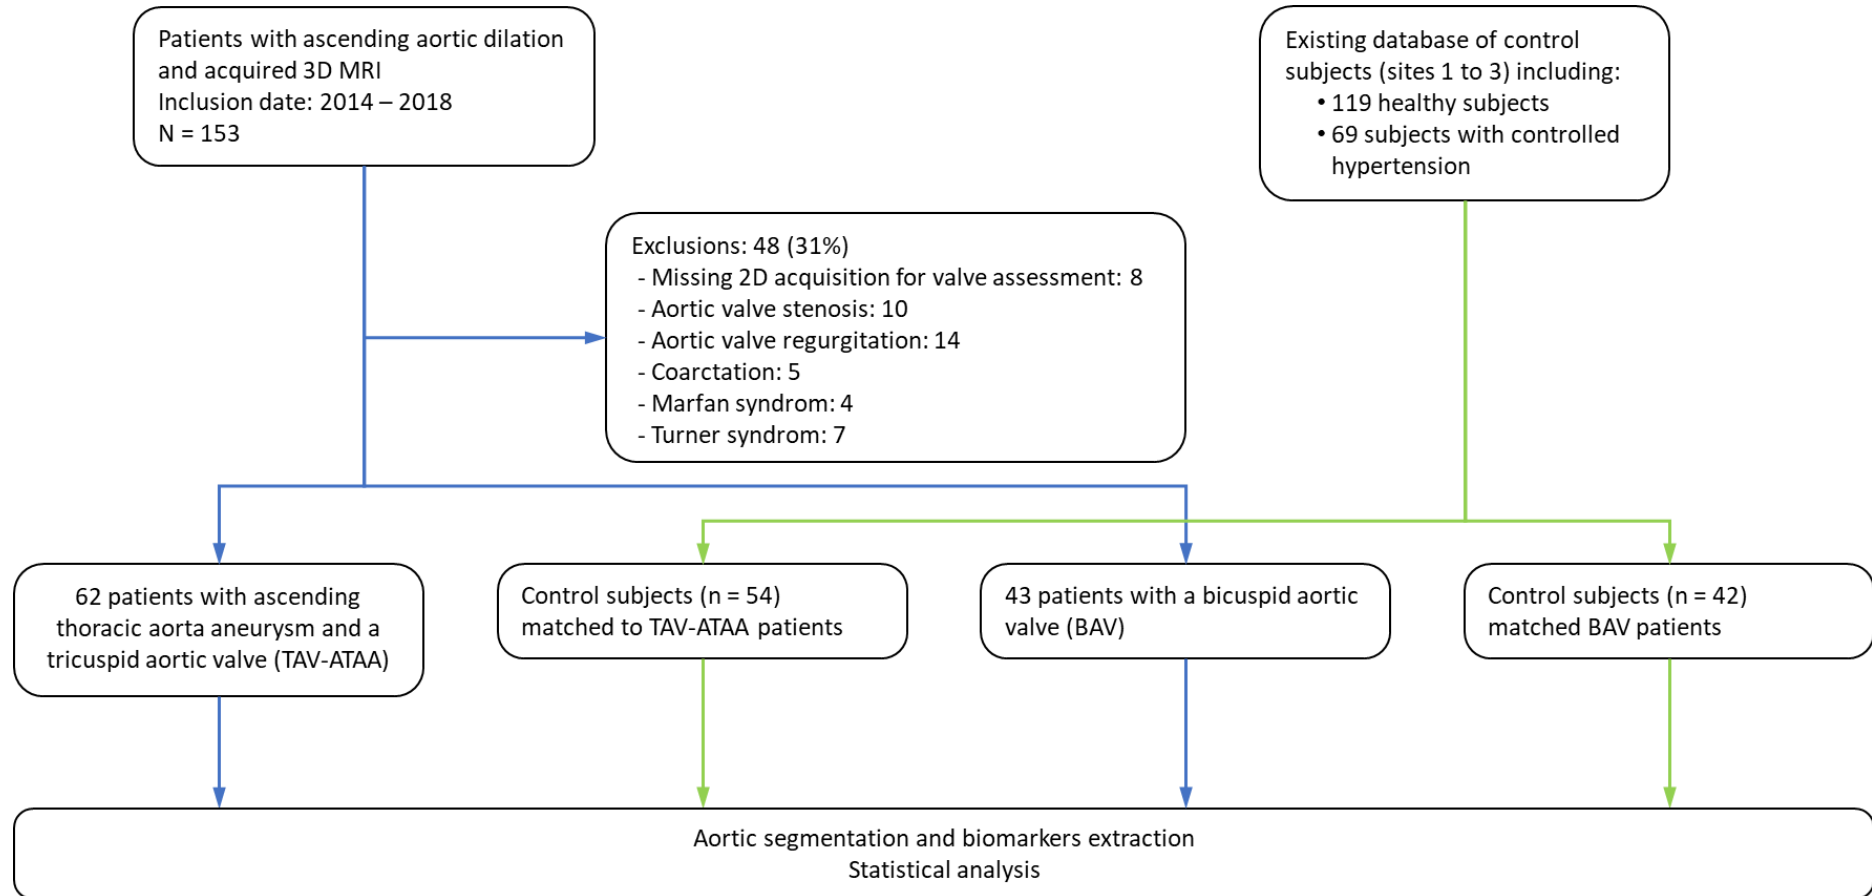 Patients with ascending aortic dilation
and acquired 3D MRI
Inclusion date: 2014 – 2018
N = 153
Existing database of control
subjects (sites 1 to 3) including:
• 119 healthy subjects
• 69 subjects with controlled
hypertension
Exclusions: 48 (31%)
- Missing 2D acquisition for valve assessment: 8
- Aortic valve stenosis: 10
- Aortic valve regurgitation: 14
- Coarctation: 5
- Marfan syndrom: 4
- Turner syndrom: 7
62 patients with ascending
thoracic aorta aneurysm and a
tricuspid aortic valve (TAV-ATAA)
Control subjects (n = 54)
matched to TAV-ATAA patients
43 patients with a bicuspid aortic
valve (BAV)
Control subjects (n = 42)
matched BAV patients
Aortic segmentation and biomarkers extraction
Statistical analysis